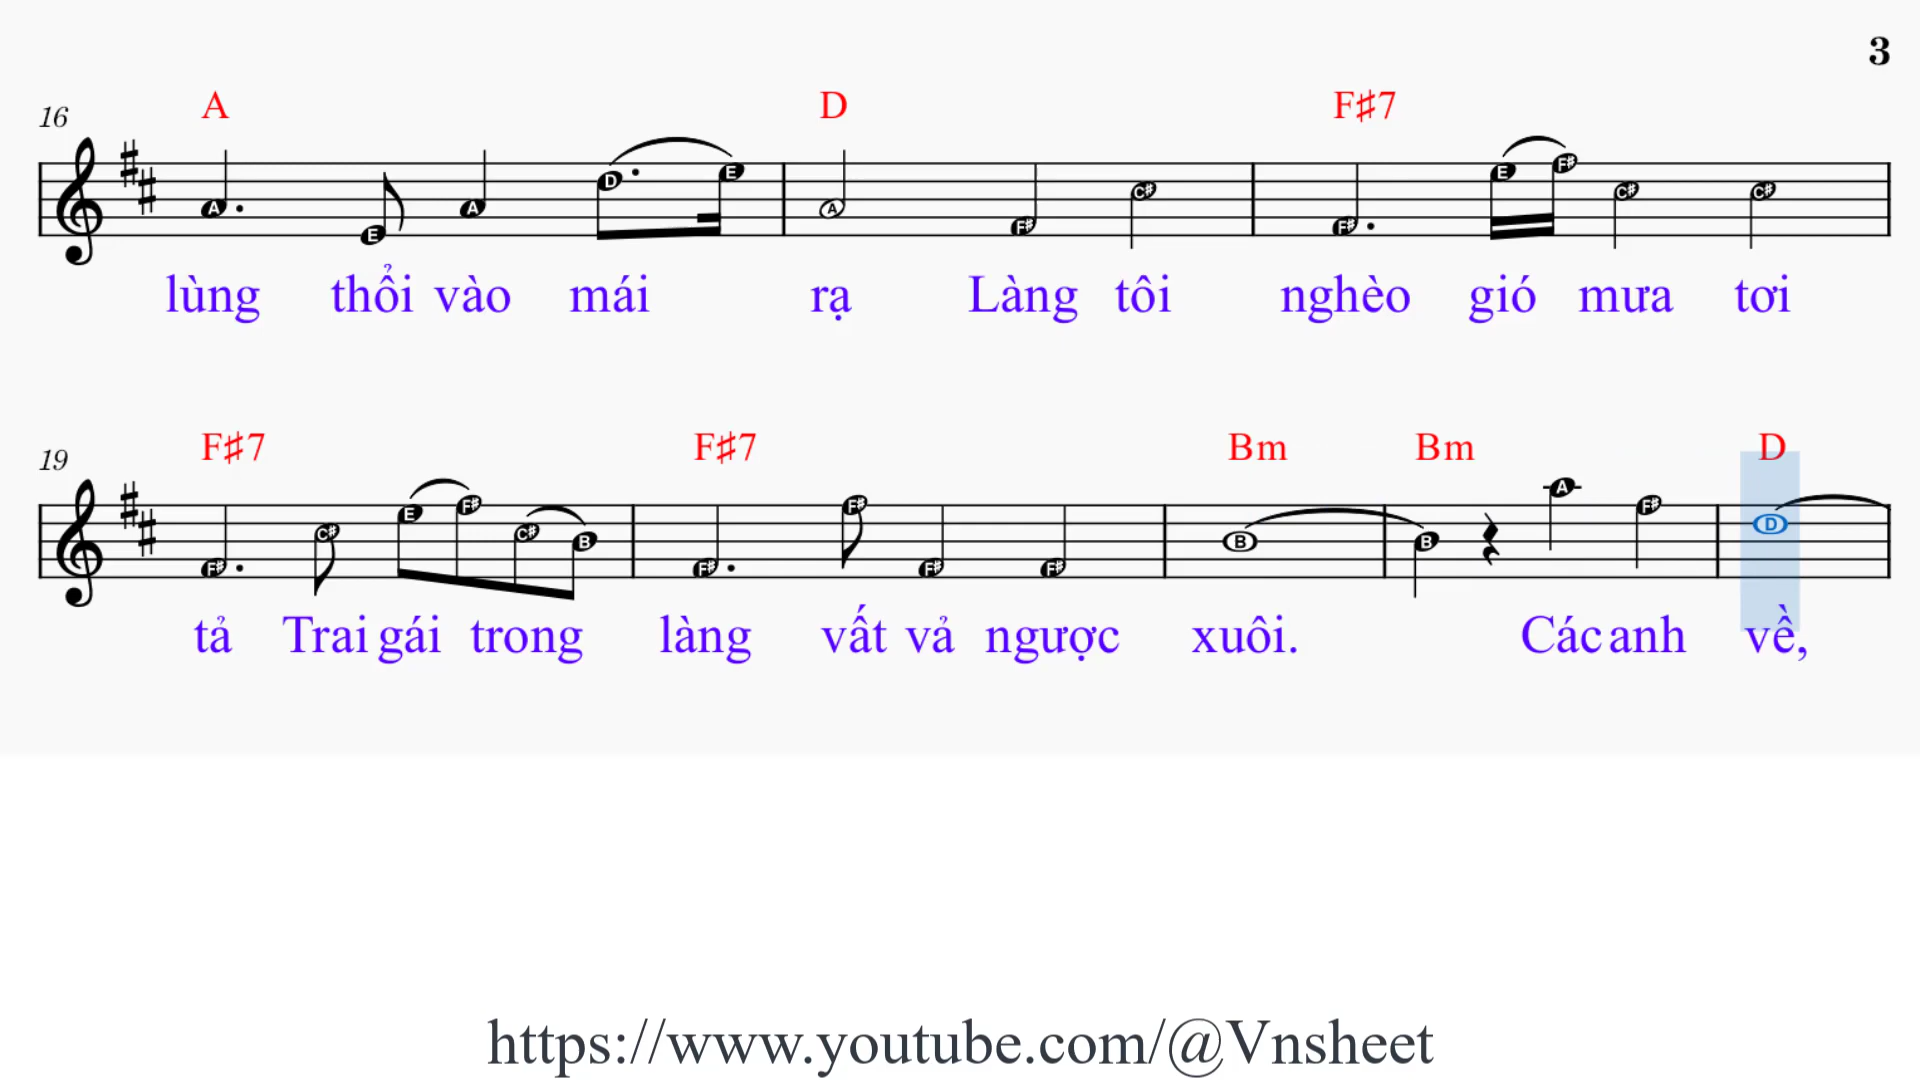 3
16
A D F♯7
A E A D E A F# C# F# E F# C# C#
lùng thổi vào mái rạ Làng tôi nghèo gió mưa tơi
19
F♯7 F♯7 Bm Bm D
F# C# E F# C# B F# F# F# F# B B A F# D
tả Trai gái trong làng vất vả ngược xuôi. Các anh về,
https://www.youtube.com/@Vnsheet